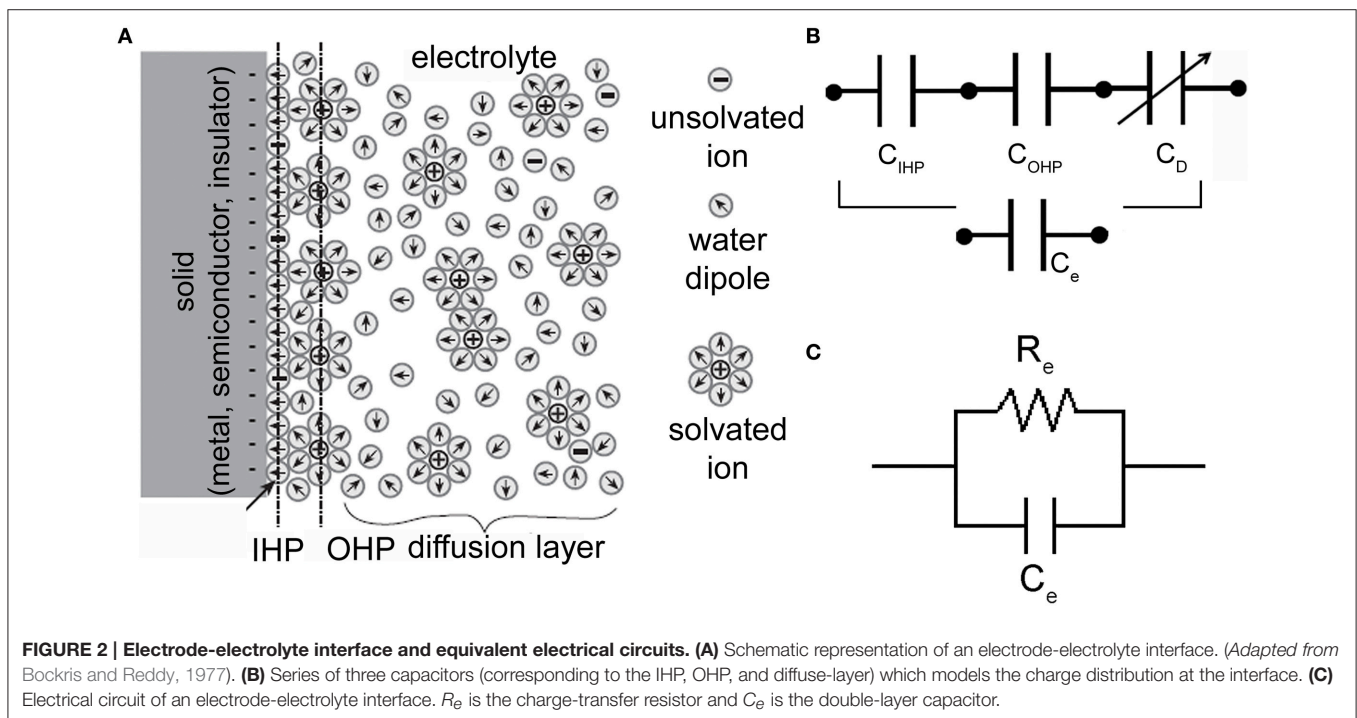 A
electrolyte
solid
(metal, semiconductor, insulator)
IHP OHP diffusion layer
unsolvated
ion
water
dipole
solvated
ion
B
C_IHP C_OHP C_D
C_e
C
R_e
C_e
FIGURE 2 | Electrode-electrolyte interface and equivalent electrical circuits. (A) Schematic representation of an electrode-electrolyte interface. (Adapted from
Bockris and Reddy, 1977). (B) Series of three capacitors (corresponding to the IHP, OHP, and diffuse-layer) which models the charge distribution at the interface. (C)
Electrical circuit of an electrode-electrolyte interface. R_e is the charge-transfer resistor and C_e is the double-layer capacitor.